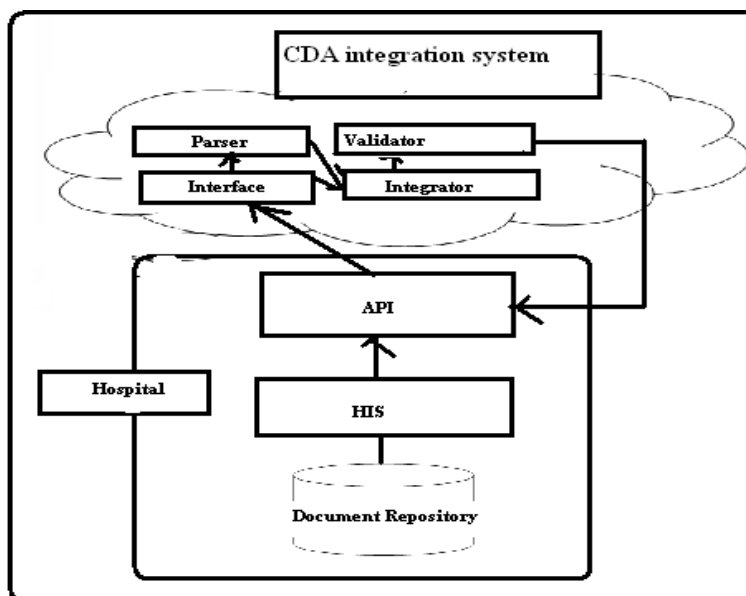 CDA integration system
Parser
Validator
Interface
Integrator
API
Hospital
HIS
Document Repository